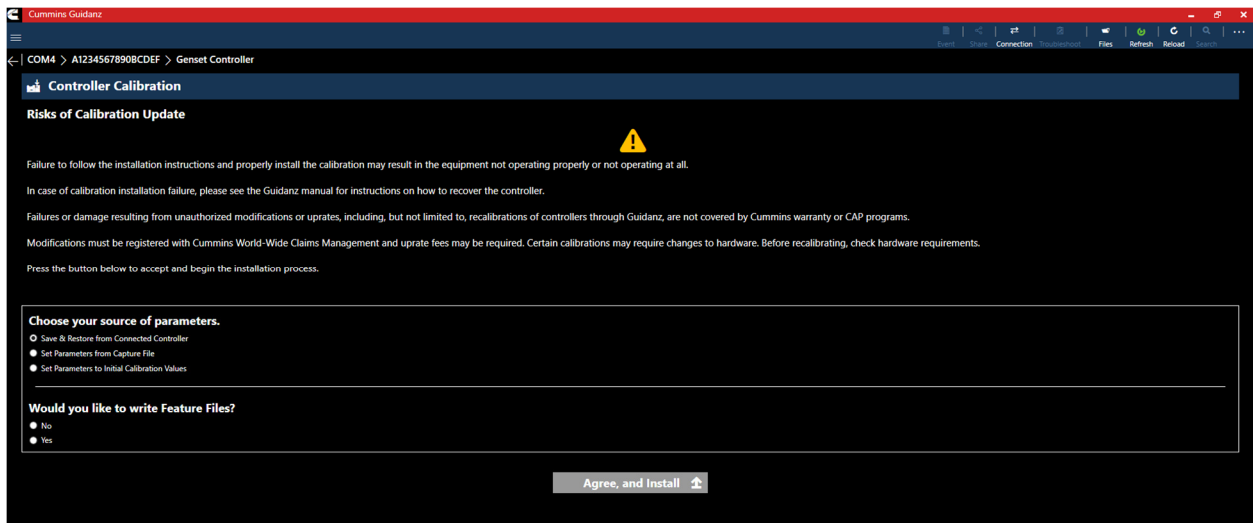 Cummins Guidanz
Event Share Connection Troubleshoot Files Refresh Reload Search
COM4 > A1234567890BCDEF > Genset Controller
Controller Calibration
Risks of Calibration Update
Failure to follow the installation instructions and properly install the calibration may result in the equipment not operating properly or not operating at all.
In case of calibration installation failure, please see the Guidanz manual for instructions on how to recover the controller.
Failures or damage resulting from unauthorized modifications or uprates, including, but not limited to, recalibrations of controllers through Guidanz, are not covered by Cummins warranty or CAP programs.
Modifications must be registered with Cummins World-Wide Claims Management and uprate fees may be required. Certain calibrations may require changes to hardware. Before recalibrating, check hardware requirements.
Press the button below to accept and begin the installation process.
Choose your source of parameters.
Save & Restore from Connected Controller
Set Parameters from Capture File
Set Parameters to Initial Calibration Values
Would you like to write Feature Files?
No
Yes
Agree, and Install